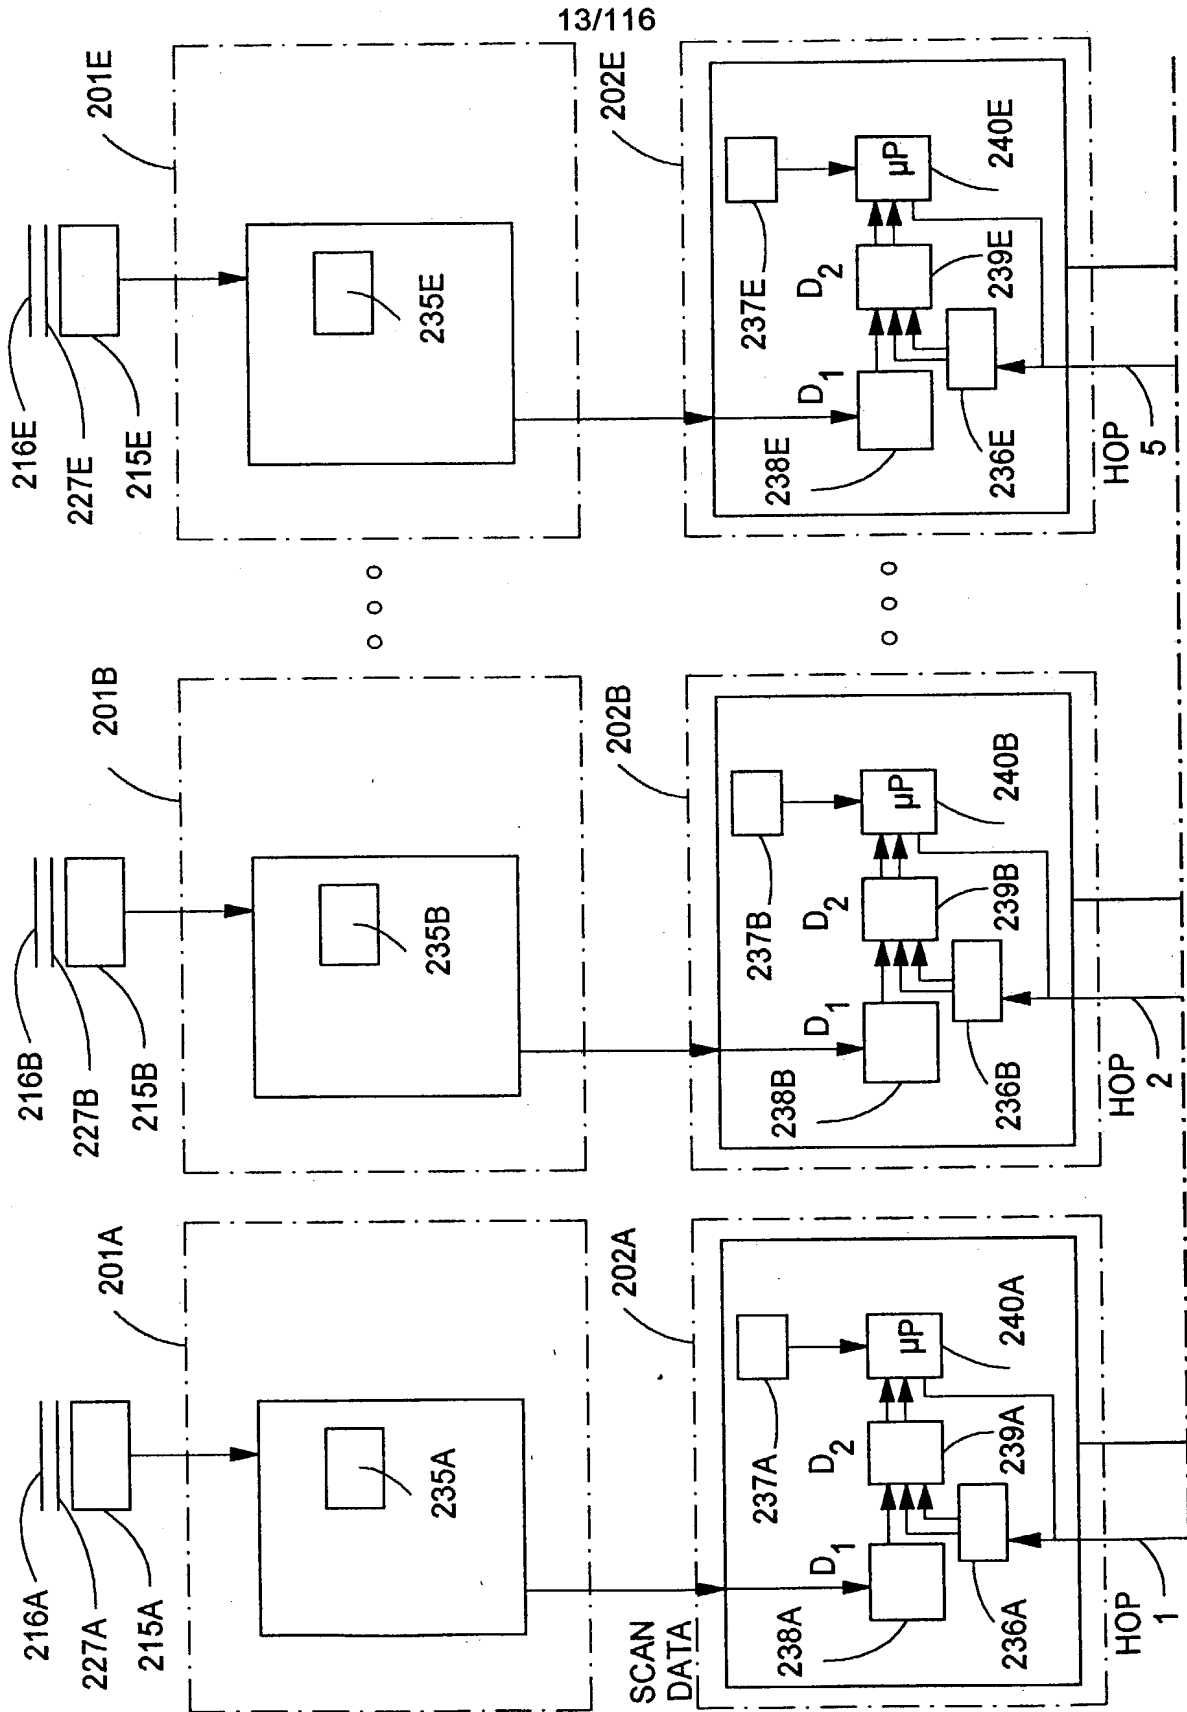 13/116
216A
227A
215A
201A
235A
SCAN
DATA
202A
237A
238A
D1
D2
µP
240A
239A
236A
HOP
1
216B
227B
215B
201B
235B
202B
237B
238B
D1
D2
µP
240B
239B
236B
HOP
2
216E
227E
215E
201E
235E
202E
237E
238E
D1
D2
µP
240E
239E
236E
HOP
5